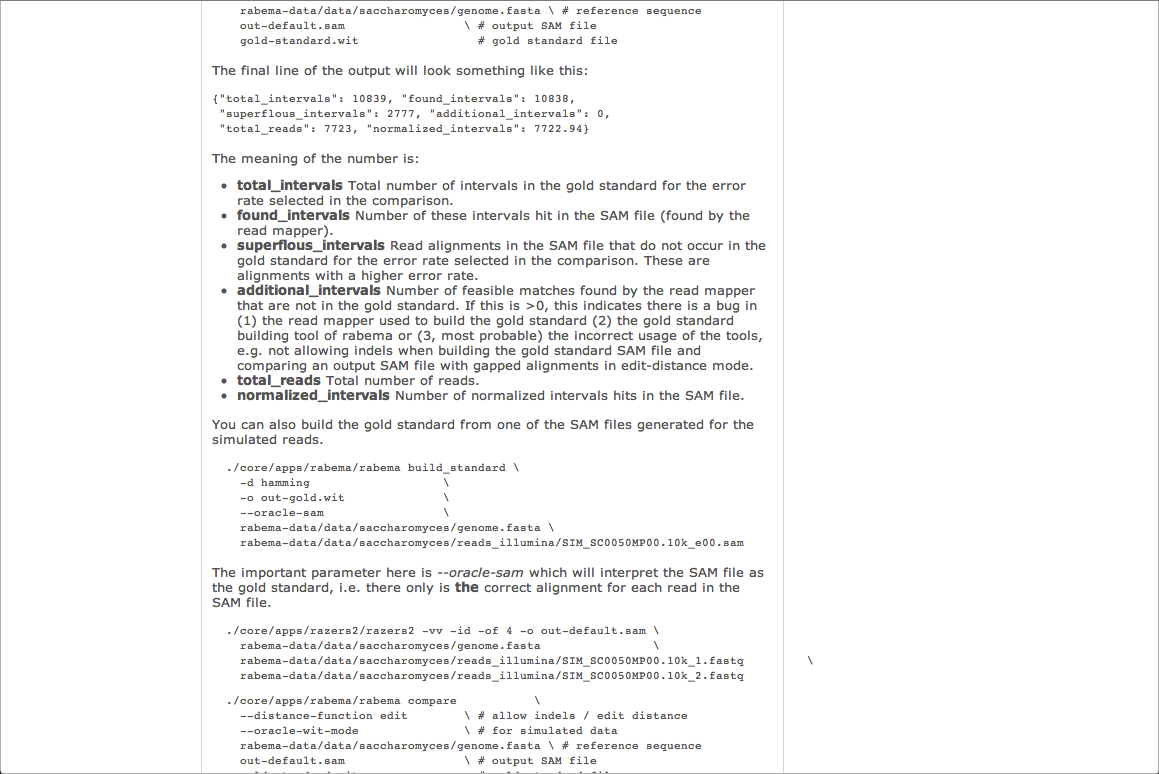 rabema-data/data/saccharomyces/genome.fasta \ # reference sequence
out-default.sam \ # output SAM file
gold-standard.wit # gold standard file
The final line of the output will look something like this:
{"total_intervals": 10839, "found_intervals": 10838,
"superflous_intervals": 2777, "additional_intervals": 0,
"total_reads": 7723, "normalized_intervals": 7722.94}
The meaning of the number is:
• total_intervals Total number of intervals in the gold standard for the error
rate selected in the comparison.
• found_intervals Number of these intervals hit in the SAM file (found by the
read mapper).
• superflous_intervals Read alignments in the SAM file that do not occur in the
gold standard for the error rate selected in the comparison. These are
alignments with a higher error rate.
• additional_intervals Number of feasible matches found by the read mapper
that are not in the gold standard. If this is >0, this indicates there is a bug in
(1) the read mapper used to build the gold standard (2) the gold standard
building tool of rabema or (3, most probable) the incorrect usage of the tools,
e.g. not allowing indels when building the gold standard SAM file and
comparing an output SAM file with gapped alignments in edit-distance mode.
• total_reads Total number of reads.
• normalized_intervals Number of normalized intervals hits in the SAM file.
You can also build the gold standard from one of the SAM files generated for the
simulated reads.
./core/apps/rabema/rabema build_standard \
-d hamming \
-o out-gold.wit \
--oracle-sam \
rabema-data/data/saccharomyces/genome.fasta \
rabema-data/data/saccharomyces/reads_illumina/SIM_SC0050MP00.10k_e00.sam
The important parameter here is --oracle-sam which will interpret the SAM file as
the gold standard, i.e. there only is the correct alignment for each read in the
SAM file.
./core/apps/razers2/razers2 -vv -id -of 4 -o out-default.sam \
rabema-data/data/saccharomyces/genome.fasta \
rabema-data/data/saccharomyces/reads_illumina/SIM_SC0050MP00.10k_1.fastq \
rabema-data/data/saccharomyces/reads_illumina/SIM_SC0050MP00.10k_2.fastq
./core/apps/rabema/rabema compare \
--distance-function edit \ # allow indels / edit distance
--oracle-wit-mode \ # for simulated data
rabema-data/data/saccharomyces/genome.fasta \ # reference sequence
out-default.sam \ # output SAM file